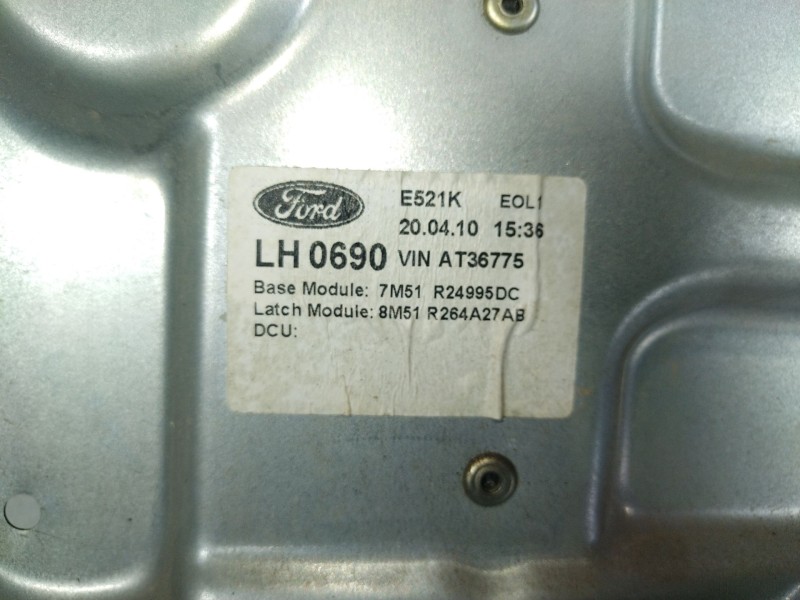 Ford E521K EOL1
20.04.10 15:36
LH 0690 VIN AT36775
Base Module: 7M51 R24995DC
Latch Module: 8M51 R264A27AB
DCU: